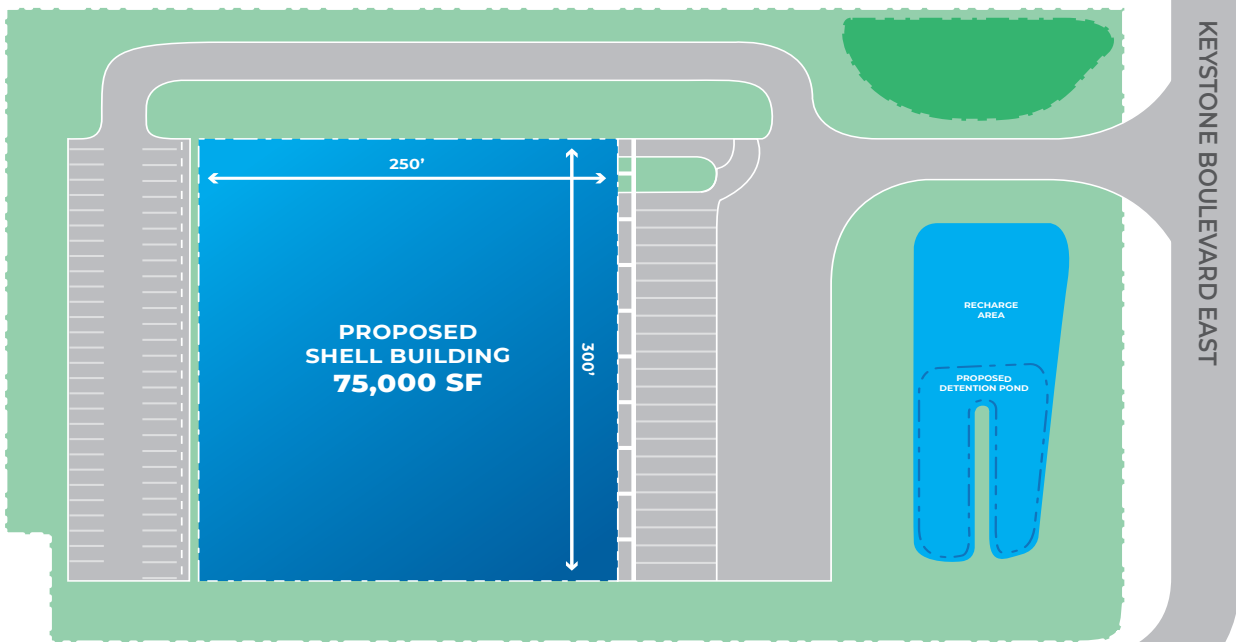 250’
PROPOSED
SHELL BUILDING
75,000 SF
300’
RECHARGE
AREA
PROPOSED
DETENTION POND
KEYSTONE BOULEVARD EAST